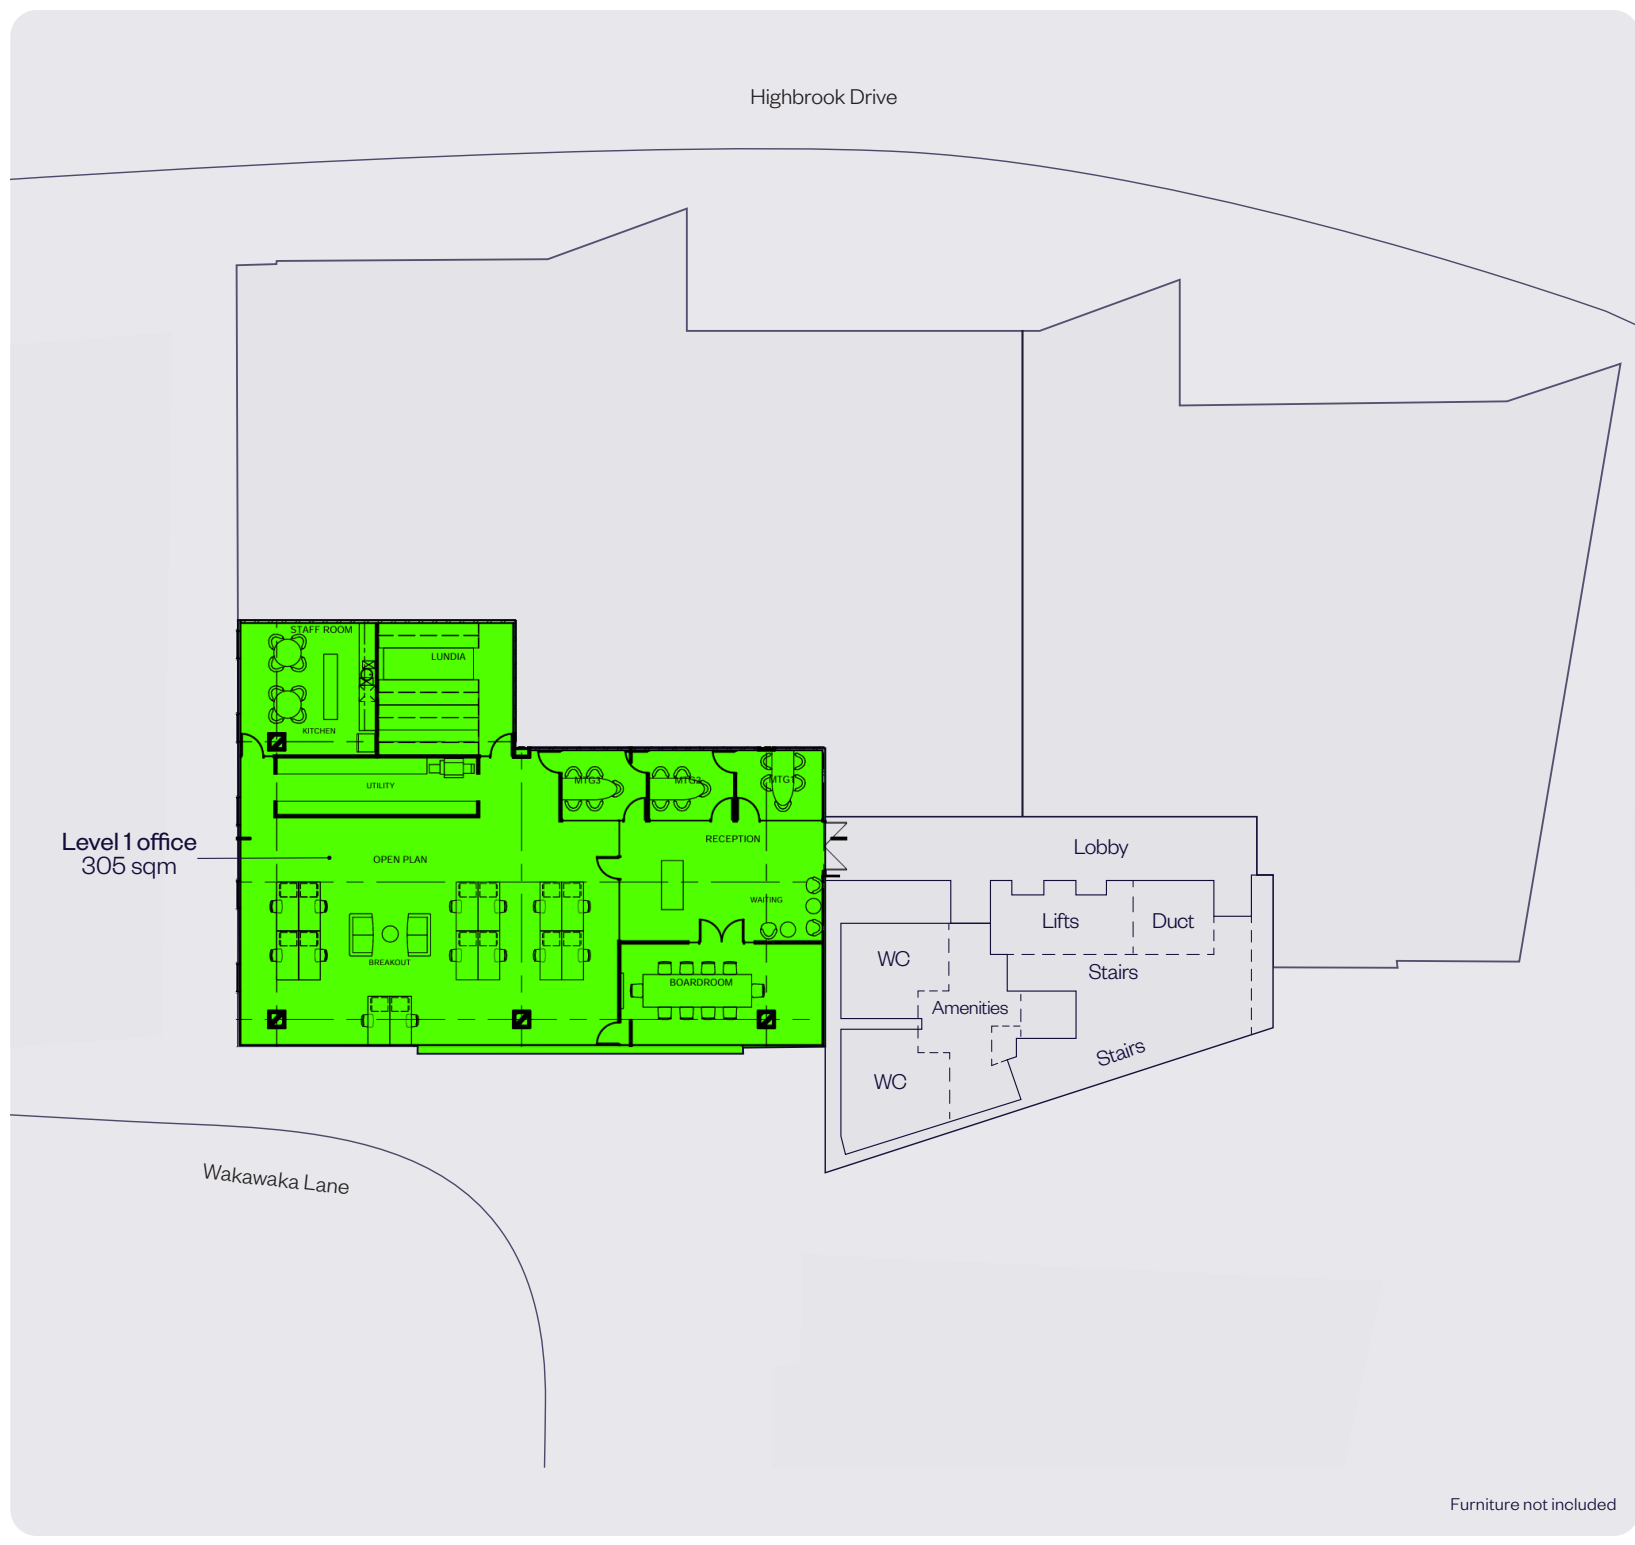 Highbrook Drive
STAFF ROOM
LUNDIA
KITCHEN
UTILITY
MTG3
MTG2
MTG1
Level 1 office
305 sqm
OPEN PLAN
RECEPTION
Lobby
WAITING
Lifts
Duct
BREAKOUT
WC
Stairs
BOARDROOM
Amenities
Stairs
WC
Wakawaka Lane
Furniture not included